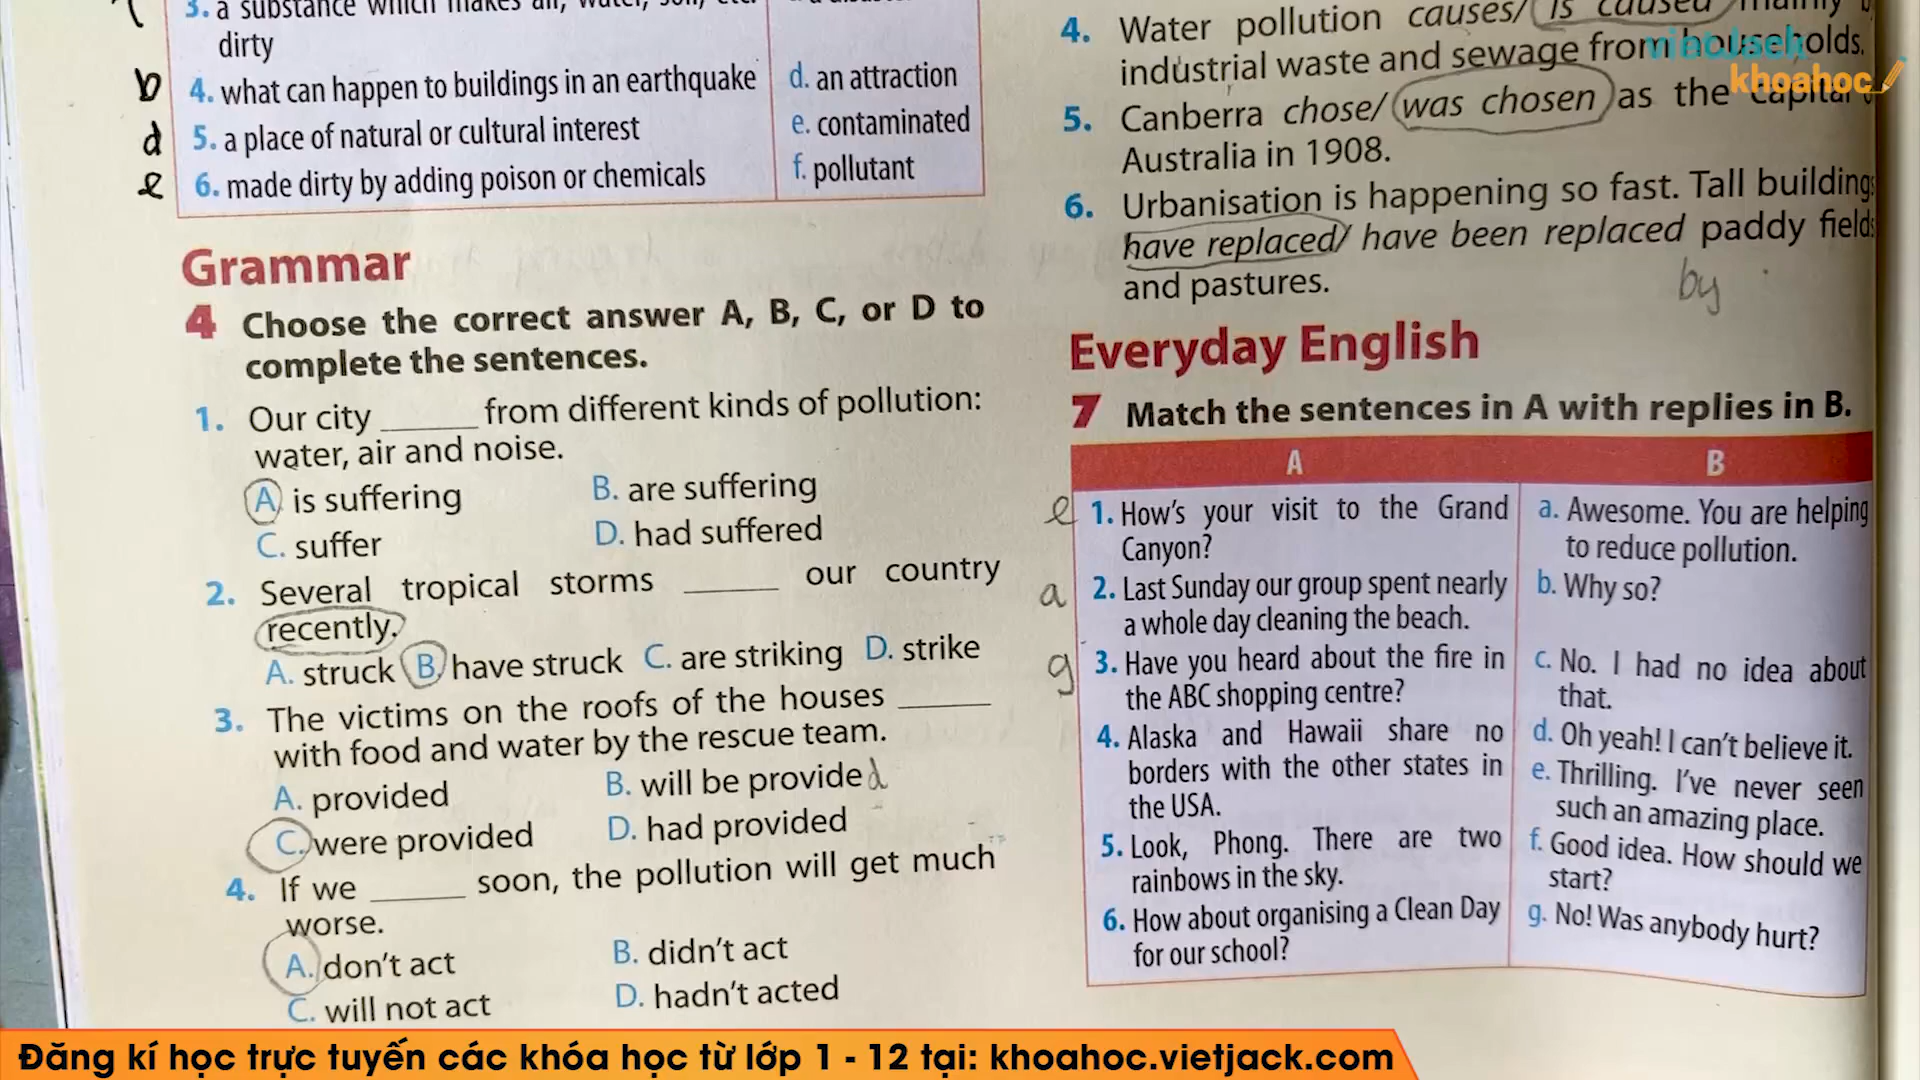 3. a substance which makes air, water, soil, etc.
dirty
b 4. what can happen to buildings in an earthquake
d 5. a place of natural or cultural interest
e 6. made dirty by adding poison or chemicals
d. an attraction
e. contaminated
f. pollutant
Grammar
4 Choose the correct answer A, B, C, or D to
complete the sentences.
1. Our city ______ from different kinds of pollution:
water, air and noise.
A. is suffering B. are suffering
C. suffer D. had suffered
2. Several tropical storms ______ our country
recently.
A. struck B. have struck C. are striking D. strike
3. The victims on the roofs of the houses ______
with food and water by the rescue team.
A. provided B. will be provided
C. were provided D. had provided
4. If we ______ soon, the pollution will get much
worse.
A. don't act B. didn't act
C. will not act D. hadn't acted
4. Water pollution causes/ is caused mainly
industrial waste and sewage from households.
5. Canberra chose/ was chosen as the capital
Australia in 1908.
6. Urbanisation is happening so fast. Tall buildings
have replaced/ have been replaced paddy fields
and pastures.
by
Everyday English
7 Match the sentences in A with replies in B.
A B
e 1. How's your visit to the Grand
Canyon?
a 2. Last Sunday our group spent nearly
a whole day cleaning the beach.
g 3. Have you heard about the fire in
the ABC shopping centre?
4. Alaska and Hawaii share no
borders with the other states in
the USA.
5. Look, Phong. There are two
rainbows in the sky.
6. How about organising a Clean Day
for our school?
a. Awesome. You are helping
to reduce pollution.
b. Why so?
c. No. I had no idea about
that.
d. Oh yeah! I can't believe it.
e. Thrilling. I've never seen
such an amazing place.
f. Good idea. How should we
start?
g. No! Was anybody hurt?
vietJack
khoahoc
Đăng kí học trực tuyến các khóa học từ lớp 1 - 12 tại: khoahoc.vietjack.com